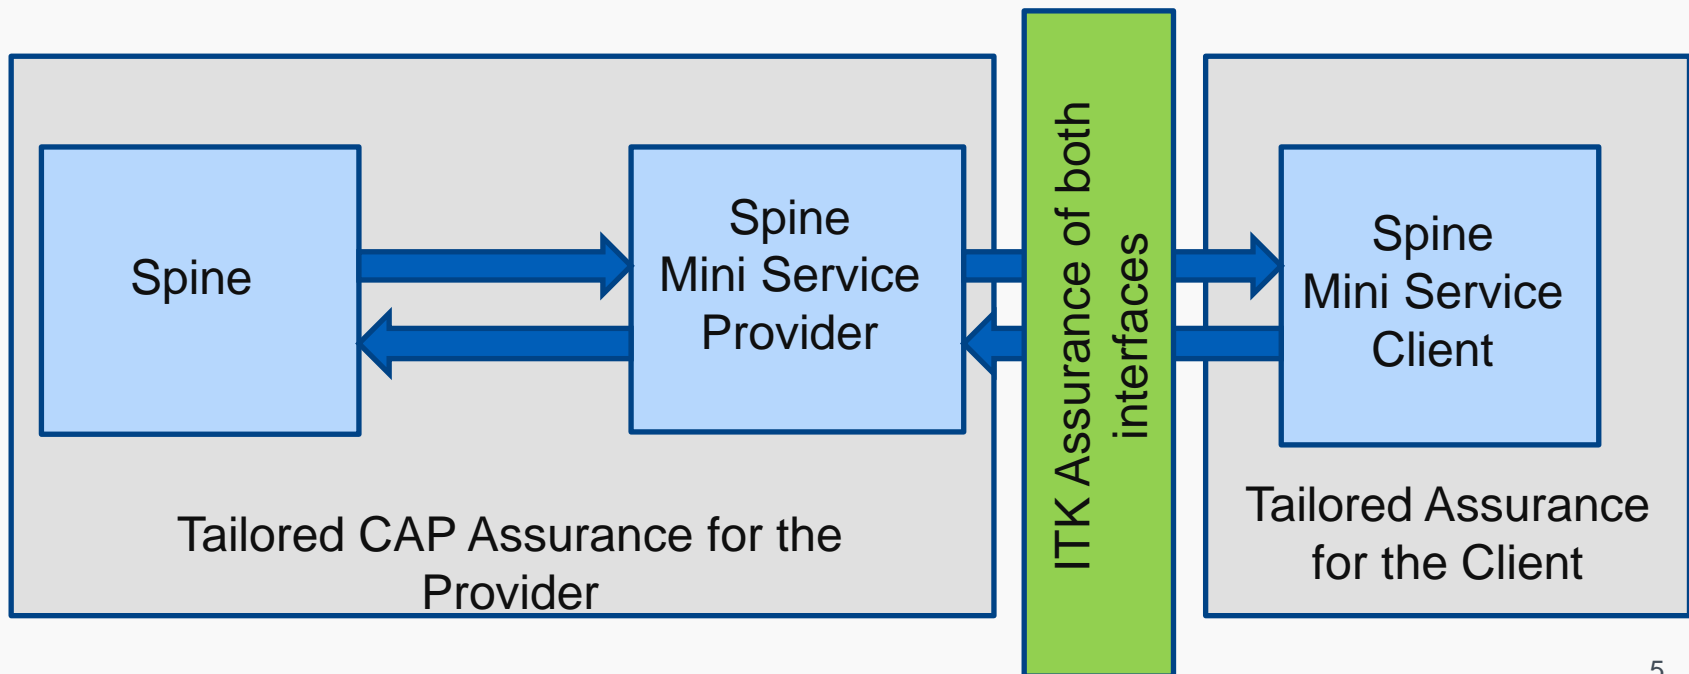 Spine
Spine
Mini Service
Provider
Tailored CAP Assurance for the
Provider
ITK Assurance of both
interfaces
Spine
Mini Service
Client
Tailored Assurance
for the Client
5